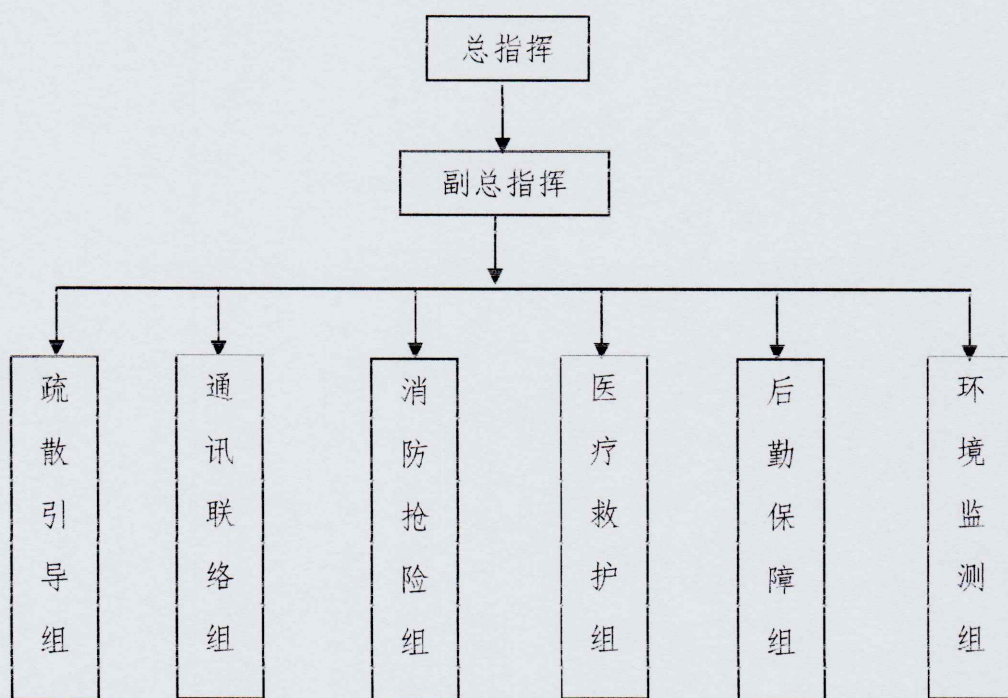 总指挥
副总指挥
疏散引导组
通讯联络组
消防抢险组
医疗救护组
后勤保障组
环境监测组